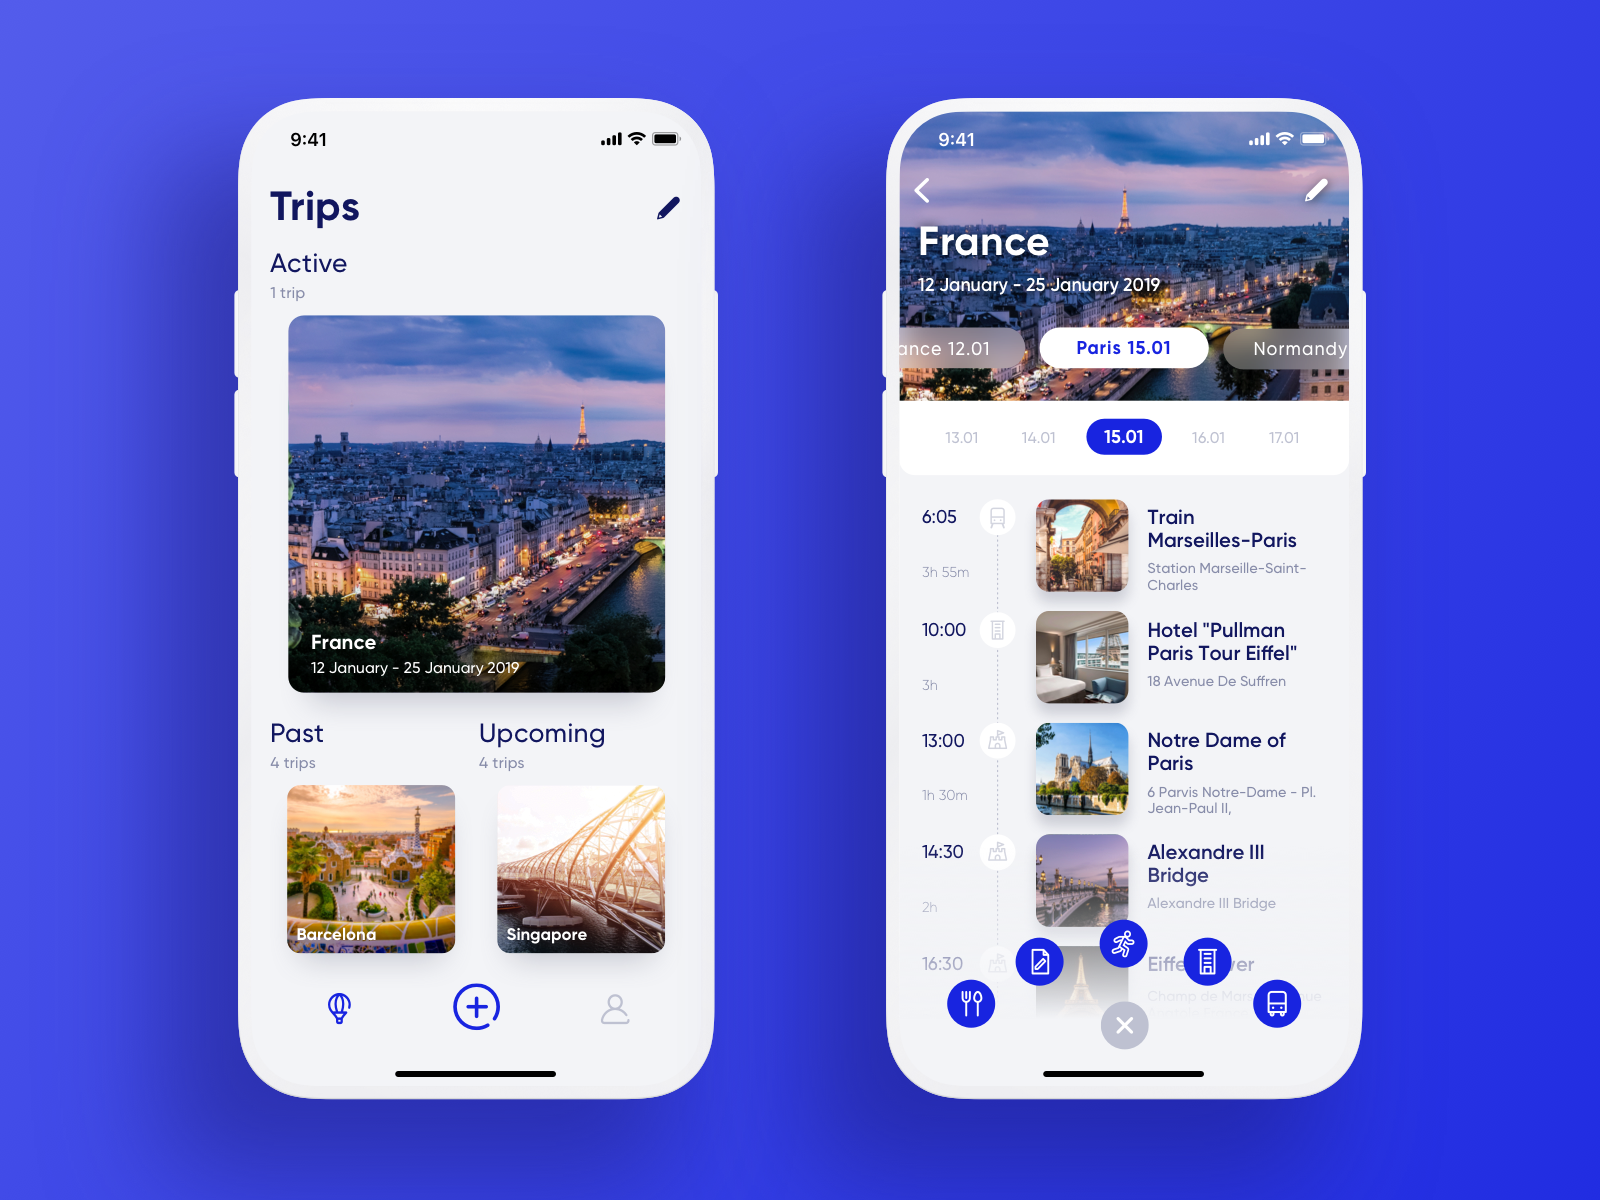 9:41
Trips
Active
1 trip
France
12 January - 25 January 2019
Past
4 trips
Upcoming
4 trips
Barcelona
Singapore
9:41
France
12 January - 25 January 2019
ance 12.01
Paris 15.01
Normandy
13.01
14.01
15.01
16.01
17.01
6:05
Train
Marseilles-Paris
3h 55m
Station Marseille-Saint-
Charles
10:00
Hotel "Pullman
Paris Tour Eiffel"
3h
18 Avenue De Suffren
13:00
Notre Dame of
Paris
1h 30m
6 Parvis Notre-Dame - Pl.
Jean-Paul II,
14:30
Alexandre III
Bridge
2h
Alexandre III Bridge
16:30
Eiffe wer
Champ de Mars